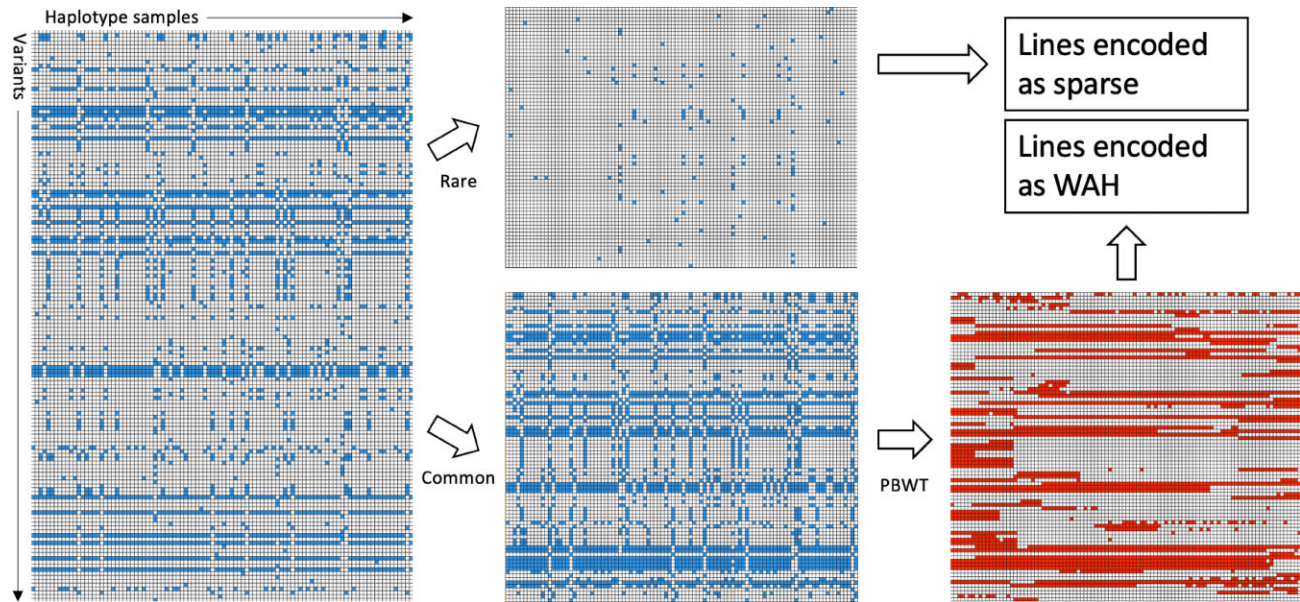 Haplotype samples
Variants
Rare
Common
PBWT
Lines encoded
as sparse
Lines encoded
as WAH